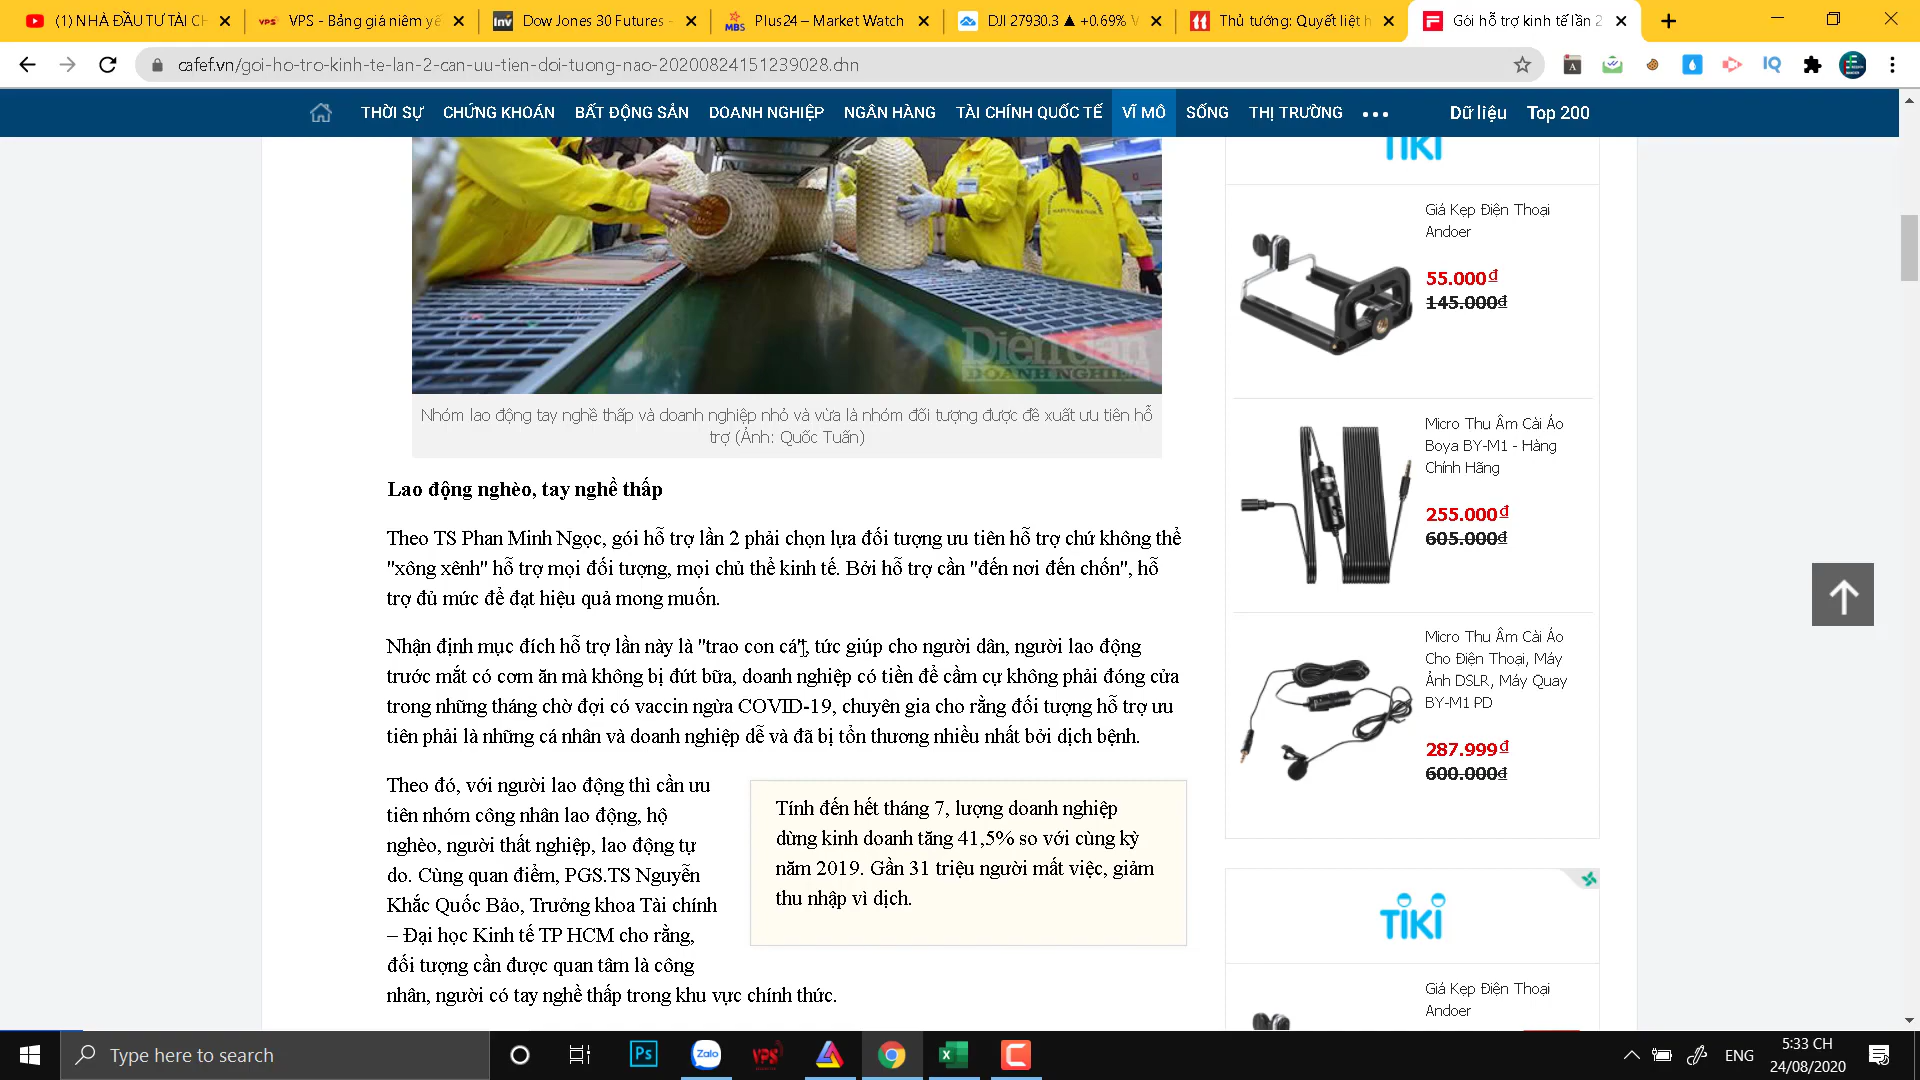 (1) NHÀ ĐẦU TƯ TÀI CH
VPS - Bảng giá niêm yế
Dow Jones 30 Futures -
Plus24 – Market Watch
DJI 27930.3 ▲ +0.69% V
Thủ tướng: Quyết liệt h
Gói hỗ trợ kinh tế lần 2
cafef.vn/goi-ho-tro-kinh-te-lan-2-can-uu-tien-doi-tuong-nao-20200824151239028.chn
THỜI SỰ CHỨNG KHOÁN BẤT ĐỘNG SẢN DOANH NGHIỆP NGÂN HÀNG TÀI CHÍNH QUỐC TẾ VĨ MÔ SỐNG THỊ TRƯỜNG ••• Dữ liệu Top 200
Diễn đàn
DOANH NGHIỆP
Nhóm lao động tay nghề thấp và doanh nghiệp nhỏ và vừa là nhóm đối tượng được đề xuất ưu tiên hỗ
trợ (Ảnh: Quốc Tuấn)
Lao động nghèo, tay nghề thấp
Theo TS Phan Minh Ngọc, gói hỗ trợ lần 2 phải chọn lựa đối tượng ưu tiên hỗ trợ chứ không thể
"xông xênh" hỗ trợ mọi đối tượng, mọi chủ thể kinh tế. Bởi hỗ trợ cần "đến nơi đến chốn", hỗ
trợ đủ mức để đạt hiệu quả mong muốn.
Nhận định mục đích hỗ trợ lần này là "trao con cá", tức giúp cho người dân, người lao động
trước mắt có cơm ăn mà không bị đứt bữa, doanh nghiệp có tiền để cầm cự không phải đóng cửa
trong những tháng chờ đợi có vaccin ngừa COVID-19, chuyên gia cho rằng đối tượng hỗ trợ ưu
tiên phải là những cá nhân và doanh nghiệp dễ và đã bị tổn thương nhiều nhất bởi dịch bệnh.
Theo đó, với người lao động thì cần ưu
tiên nhóm công nhân lao động, hộ
nghèo, người thất nghiệp, lao động tự
do. Cùng quan điểm, PGS.TS Nguyễn
Khắc Quốc Bảo, Trưởng khoa Tài chính
– Đại học Kinh tế TP HCM cho rằng,
đối tượng cần được quan tâm là công
nhân, người có tay nghề thấp trong khu vực chính thức.
Tính đến hết tháng 7, lượng doanh nghiệp
dừng kinh doanh tăng 41,5% so với cùng kỳ
năm 2019. Gần 31 triệu người mất việc, giảm
thu nhập vì dịch.
TIKI
Giá Kẹp Điện Thoại
Andoer
55.000đ
145.000đ
Micro Thu Âm Cài Áo
Boya BY-M1 - Hàng
Chính Hãng
255.000đ
605.000đ
Micro Thu Âm Cài Áo
Cho Điện Thoại, Máy
Ảnh DSLR, Máy Quay
BY-M1 PD
287.999đ
600.000đ
TIKI
Giá Kẹp Điện Thoại
Andoer
Type here to search
Ps
Zalo
VPS
ENG
5:33 CH
24/08/2020